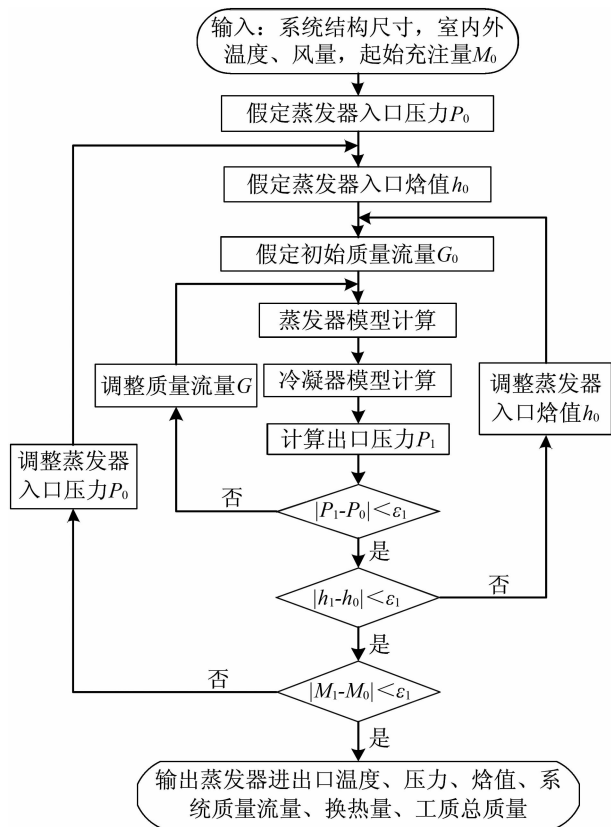 输入：系统结构尺寸，室内外
温度、风量，起始充注量M₀
假定蒸发器入口压力P₀
假定蒸发器入口焓值h₀
假定初始质量流量G₀
蒸发器模型计算
调整质量流量G
冷凝器模型计算
调整蒸发器
入口焓值h₀
计算出口压力P₁
调整蒸发器
入口压力P₀
否
|P₁-P₀|＜ε₁
是
|h₁-h₀|＜ε₁
否
是
否
|M₁-M₀|＜ε₁
是
输出蒸发器进出口温度、压力、焓值、系
统质量流量、换热量、工质总质量